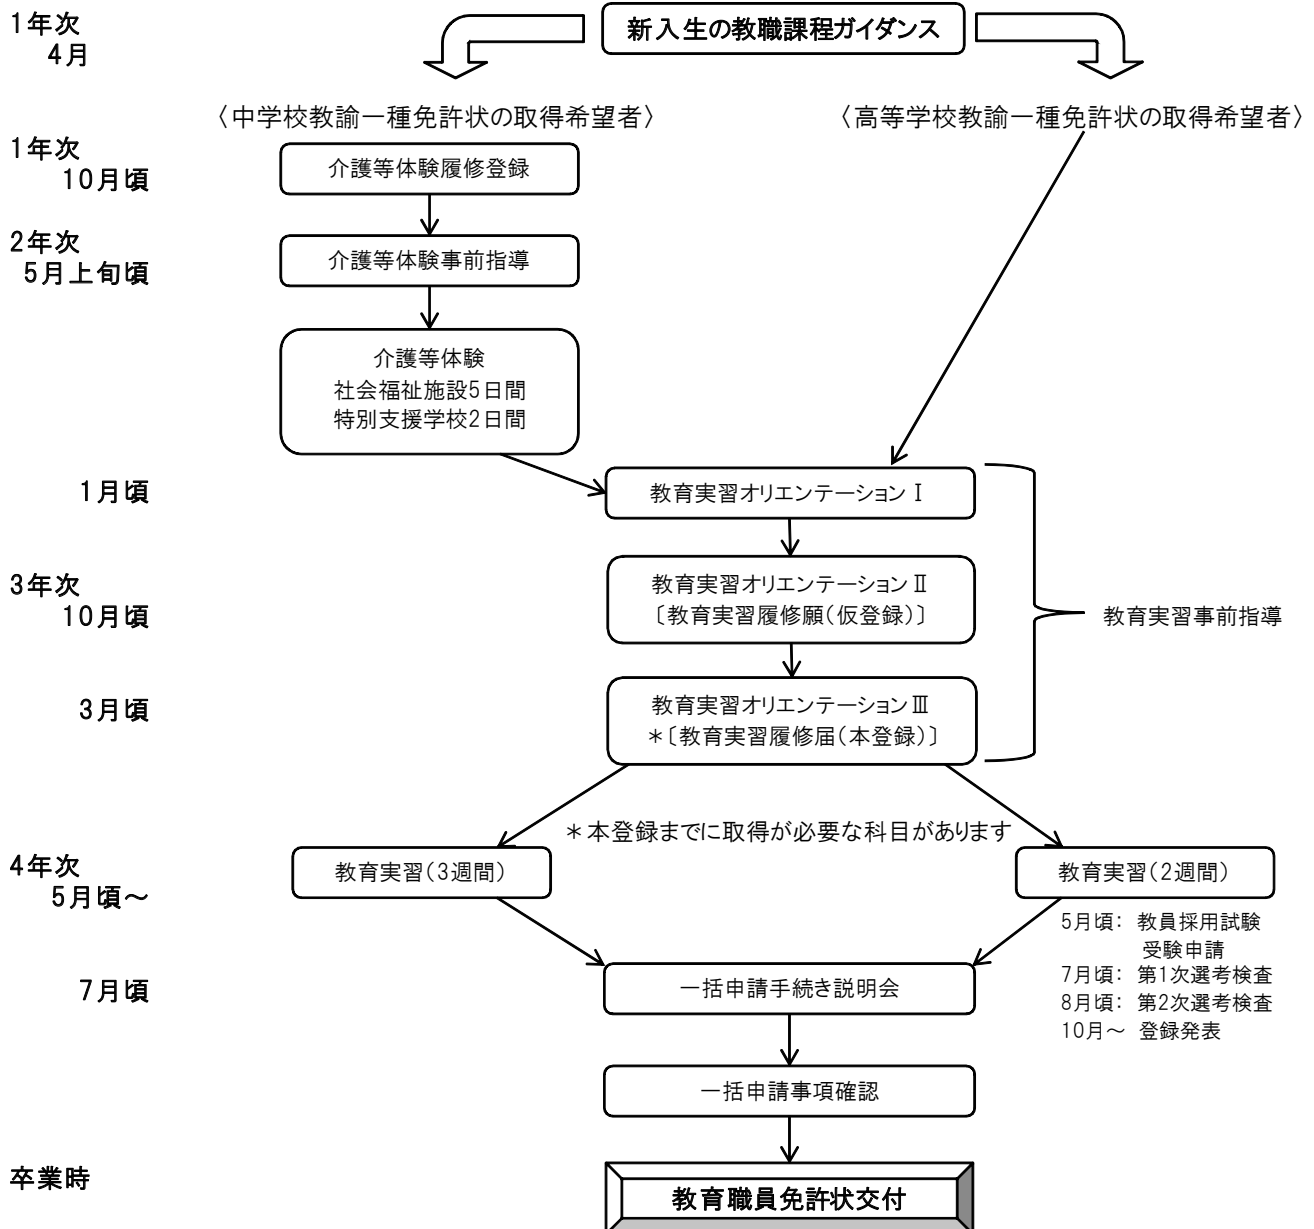 1年次
4月
新入生の教職課程ガイダンス
〈中学校教諭一種免許状の取得希望者〉
〈高等学校教諭一種免許状の取得希望者〉
1年次
10月頃
介護等体験履修登録
2年次
5月上旬頃
介護等体験事前指導
介護等体験
社会福祉施設5日間
特別支援学校2日間
1月頃
教育実習オリエンテーションⅠ
3年次
10月頃
教育実習オリエンテーションⅡ
〔教育実習履修願(仮登録)〕
教育実習事前指導
3月頃
教育実習オリエンテーションⅢ
＊〔教育実習履修届(本登録)〕
＊本登録までに取得が必要な科目があります
4年次
5月頃～
教育実習(3週間)
教育実習(2週間)
5月頃: 教員採用試験
受験申請
7月頃: 第1次選考検査
8月頃: 第2次選考検査
10月～ 登録発表
7月頃
一括申請手続き説明会
一括申請事項確認
卒業時
教育職員免許状交付